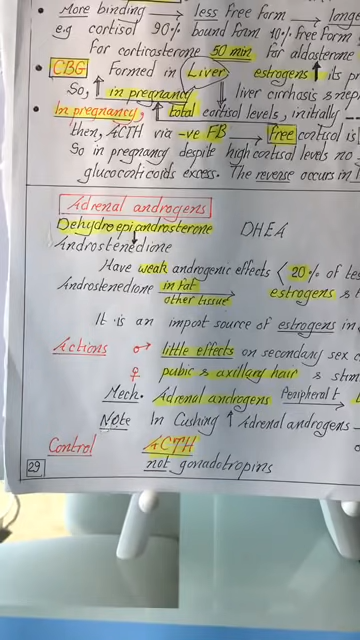 • More binding → less free form → long
e.g cortisol 90% bound form 10% free form
For corticosterone 50 min for aldosterone
• CBG Formed in Liver estrogens ↑ its p
So, ↑ in pregnancy ↓ liver cirrhosis & nep
• In pregnancy, ↑ total cortisol levels, initially
then, ACTH via -ve FB → free cortisol is
So in pregnancy despite high cortisol levels no
glucocorticoids excess. The reverse occurs in
Adrenal androgens
Dehydroepiandrosterone DHEA
↓
Androstenedione
Have weak androgenic effects < 20% of tes
Androstenedione in Fat
other tissue → estrogens &
It is an import source of estrogens in
Actions ♂ → little effects on secondary sex c
♀ pubic & axillary hair & stim
Mech. Adrenal androgens Peripheral t
Note In Cushing ↑ Adrenal androgens
Control ACTH
not gonadotropins
29